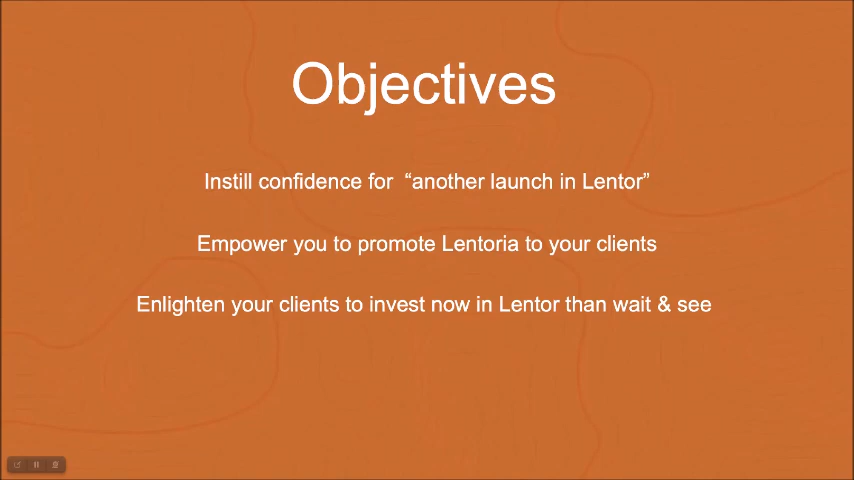 Objectives
Instill confidence for “another launch in Lentor”
Empower you to promote Lentoria to your clients
Enlighten your clients to invest now in Lentor than wait & see